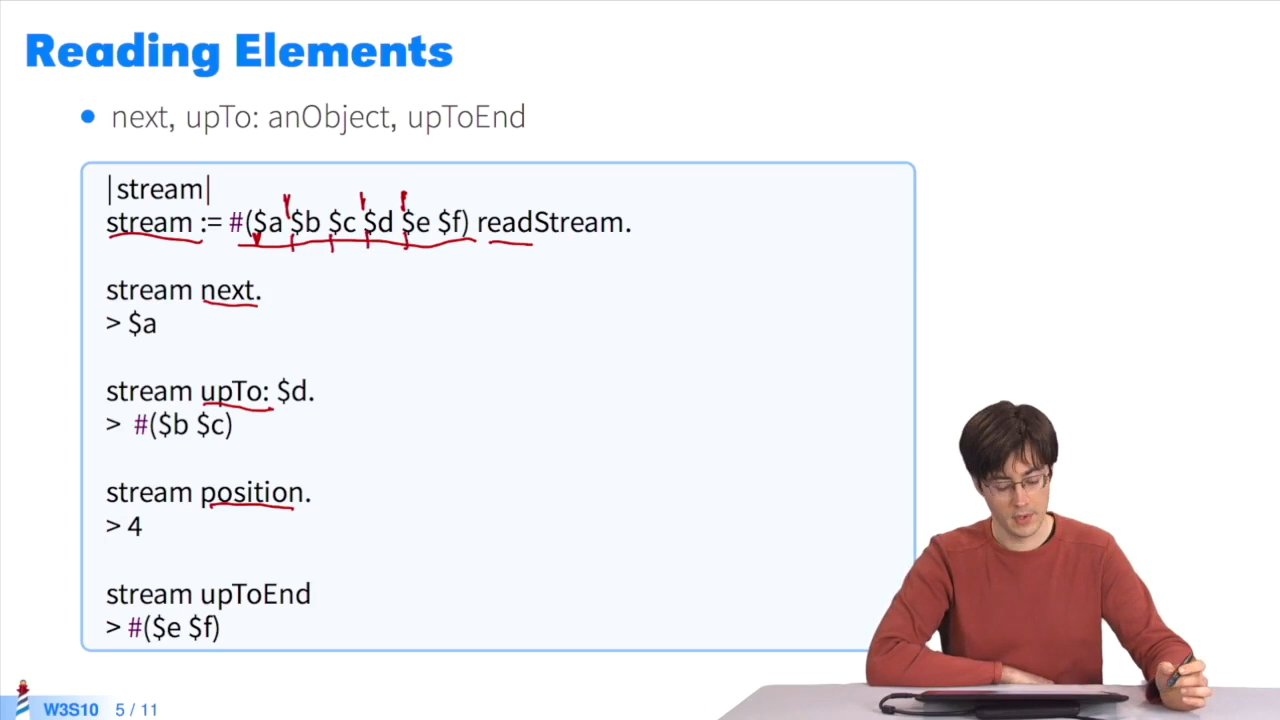 Reading Elements
next, upTo: anObject, upToEnd
|stream|
stream := #($a $b $c $d $e $f) readStream.
stream next.
> $a
stream upTo: $d.
> #($b $c)
stream position.
> 4
stream upToEnd
> #($e $f)
W3S10 5 / 11